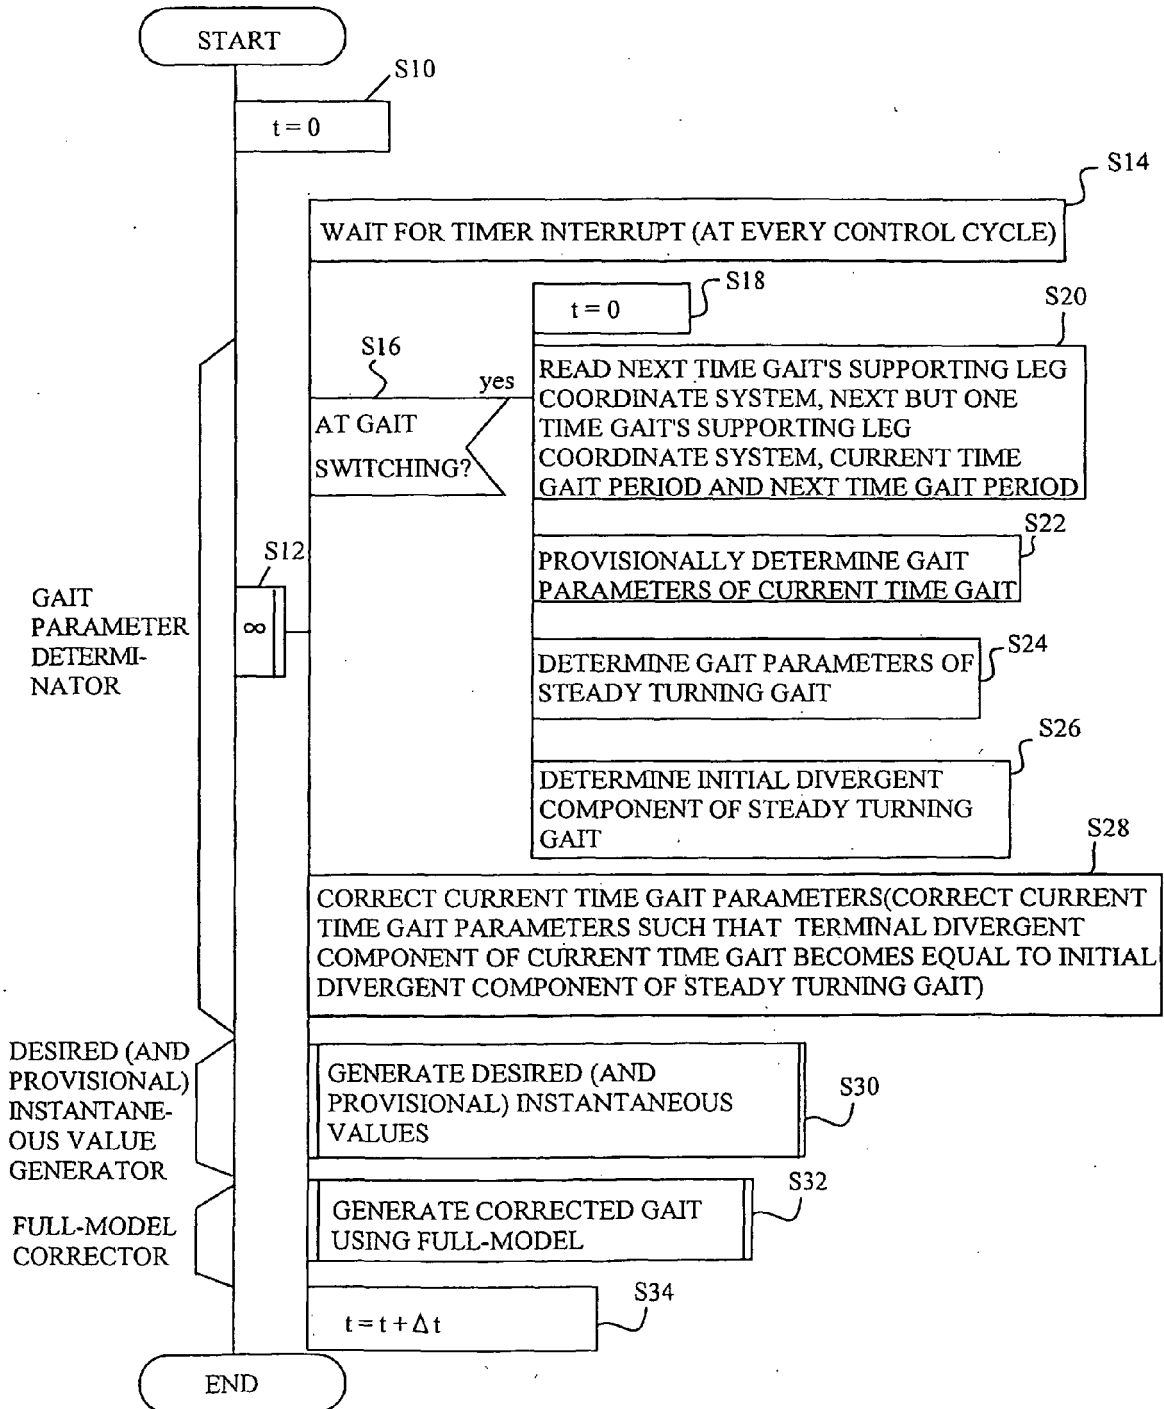 START
S10
t = 0
S14
WAIT FOR TIMER INTERRUPT (AT EVERY CONTROL CYCLE)
S18
t = 0
S20
S16
yes
AT GAIT
SWITCHING?
READ NEXT TIME GAIT'S SUPPORTING LEG
COORDINATE SYSTEM, NEXT BUT ONE
TIME GAIT'S SUPPORTING LEG
COORDINATE SYSTEM, CURRENT TIME
GAIT PERIOD AND NEXT TIME GAIT PERIOD
S22
PROVISIONALLY DETERMINE GAIT
PARAMETERS OF CURRENT TIME GAIT
S12
∞
GAIT
PARAMETER
DETERMI-
NATOR
S24
DETERMINE GAIT PARAMETERS OF
STEADY TURNING GAIT
S26
DETERMINE INITIAL DIVERGENT
COMPONENT OF STEADY TURNING
GAIT
S28
CORRECT CURRENT TIME GAIT PARAMETERS(CORRECT CURRENT
TIME GAIT PARAMETERS SUCH THAT TERMINAL DIVERGENT
COMPONENT OF CURRENT TIME GAIT BECOMES EQUAL TO INITIAL
DIVERGENT COMPONENT OF STEADY TURNING GAIT)
DESIRED (AND
PROVISIONAL)
INSTANTANE-
OUS VALUE
GENERATOR
GENERATE DESIRED (AND
PROVISIONAL) INSTANTANEOUS
VALUES
S30
S32
GENERATE CORRECTED GAIT
USING FULL-MODEL
FULL-MODEL
CORRECTOR
S34
t = t + Δ t
END